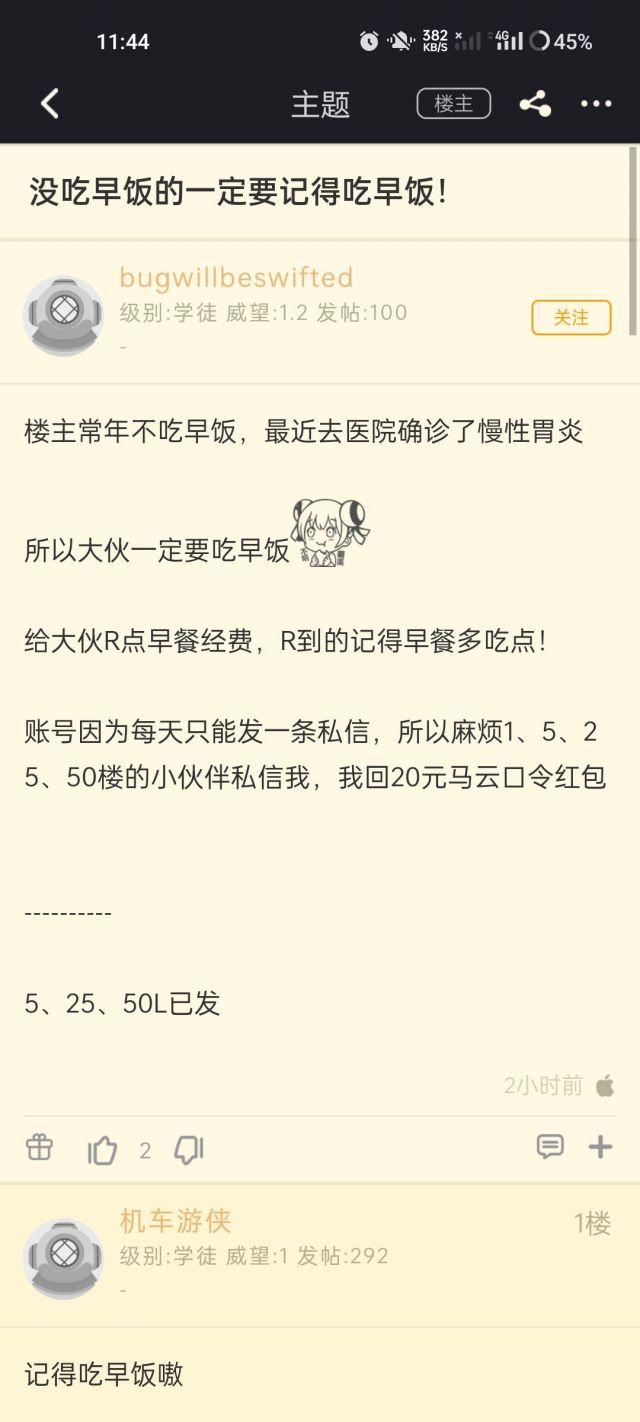 11:44
382
KB/S
4G
45%
主题
楼主
没吃早饭的一定要记得吃早饭！
bugwillbeswifted
级别:学徒 威望:1.2 发帖:100
-
关注
楼主常年不吃早饭，最近去医院确诊了慢性胃炎
所以大伙一定要吃早饭
给大伙R点早餐经费，R到的记得早餐多吃点！
账号因为每天只能发一条私信，所以麻烦1、5、2
5、50楼的小伙伴私信我，我回20元马云口令红包
----------
5、25、50L已发
2小时前
2
机车游侠
1楼
级别:学徒 威望:1 发帖:292
-
记得吃早饭嗷